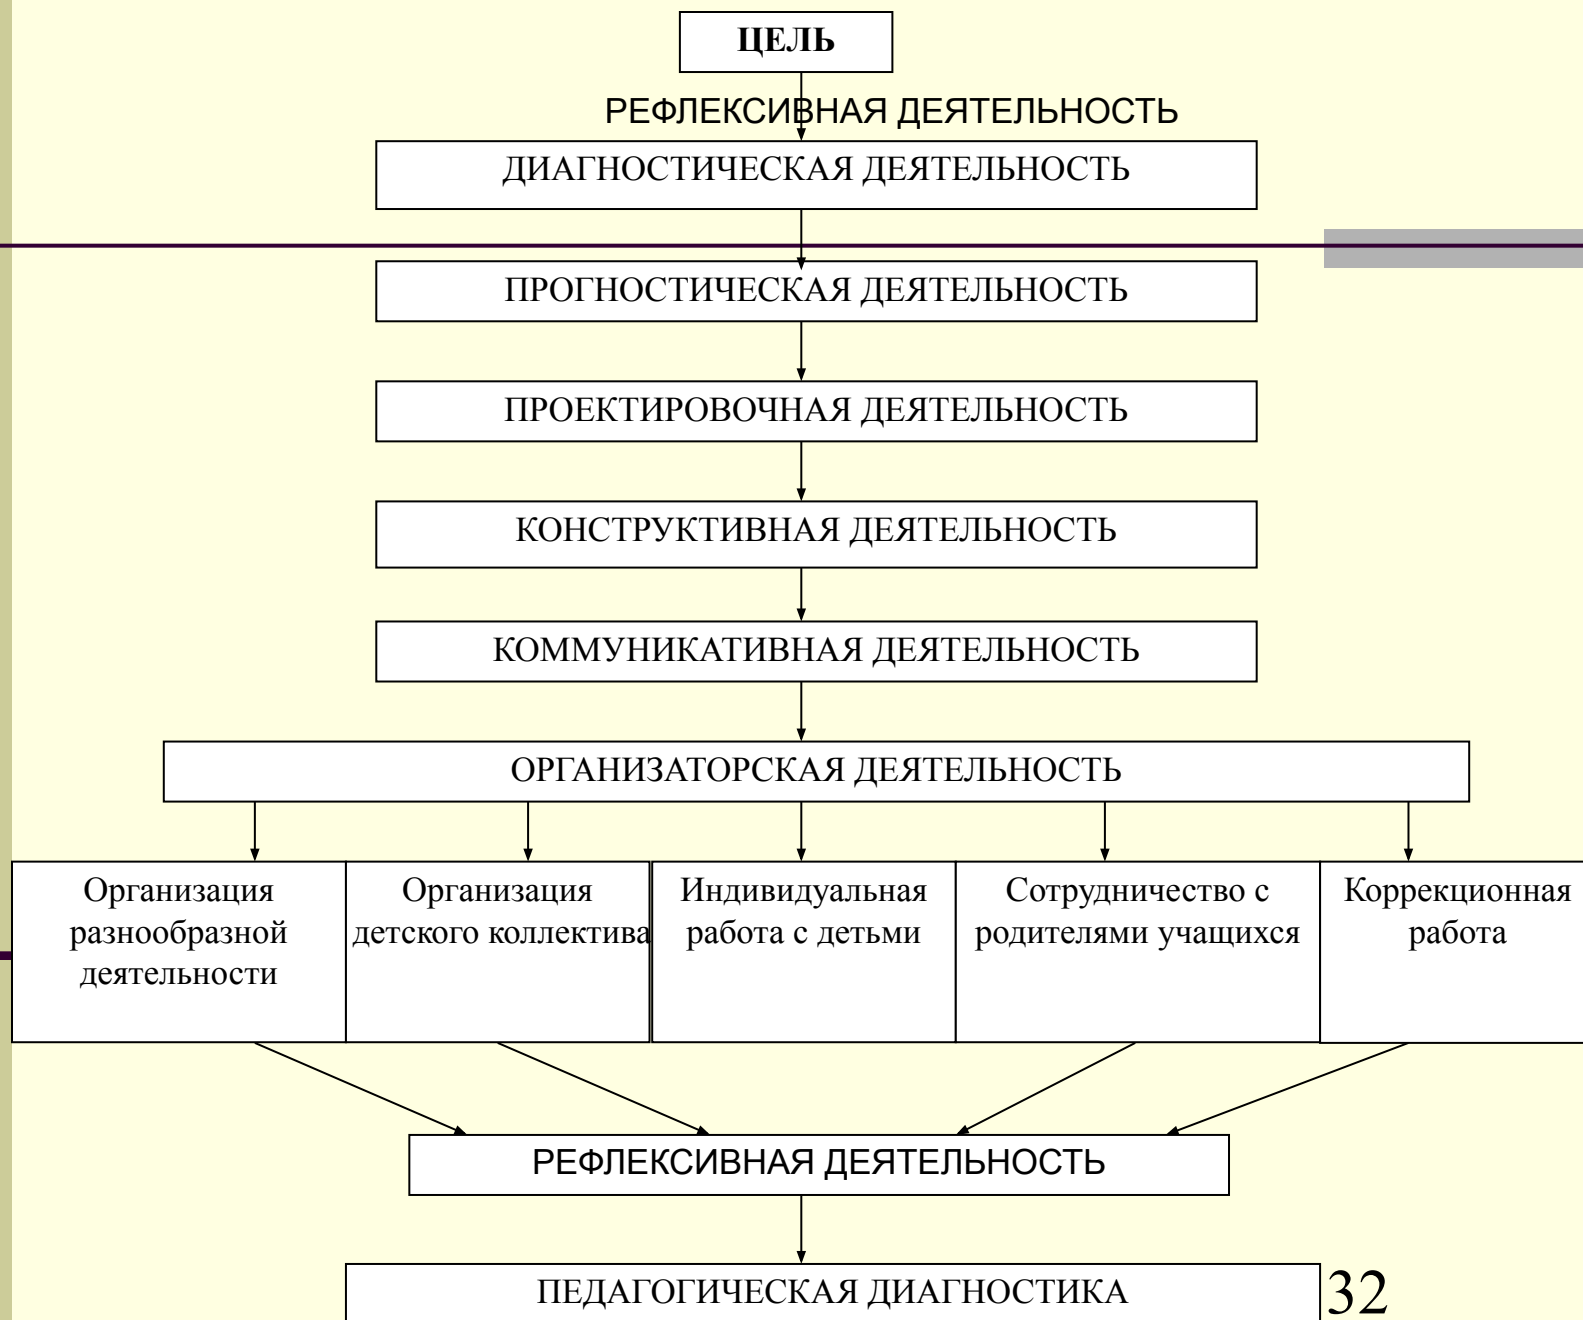 ЦЕЛЬ
РЕФЛЕКСИВНАЯ ДЕЯТЕЛЬНОСТЬ
ДИАГНОСТИЧЕСКАЯ ДЕЯТЕЛЬНОСТЬ
ПРОГНОСТИЧЕСКАЯ ДЕЯТЕЛЬНОСТЬ
ПРОЕКТИРОВОЧНАЯ ДЕЯТЕЛЬНОСТЬ
КОНСТРУКТИВНАЯ ДЕЯТЕЛЬНОСТЬ
КОММУНИКАТИВНАЯ ДЕЯТЕЛЬНОСТЬ
ОРГАНИЗАТОРСКАЯ ДЕЯТЕЛЬНОСТЬ
Организация
разнообразной
деятельности
Организация
детского коллектива
Индивидуальная
работа с детьми
Сотрудничество с
родителями учащихся
Коррекционная
работа
РЕФЛЕКСИВНАЯ ДЕЯТЕЛЬНОСТЬ
ПЕДАГОГИЧЕСКАЯ ДИАГНОСТИКА
32